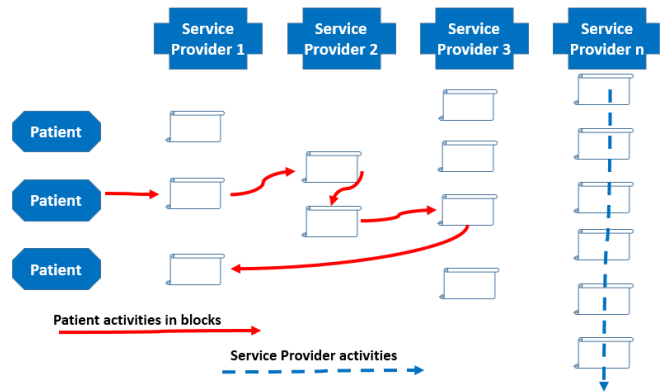 Service
Provider 1
Service
Provider 2
Service
Provider 3
Service
Provider n
Patient
Patient
Patient
Patient activities in blocks
Service Provider activities